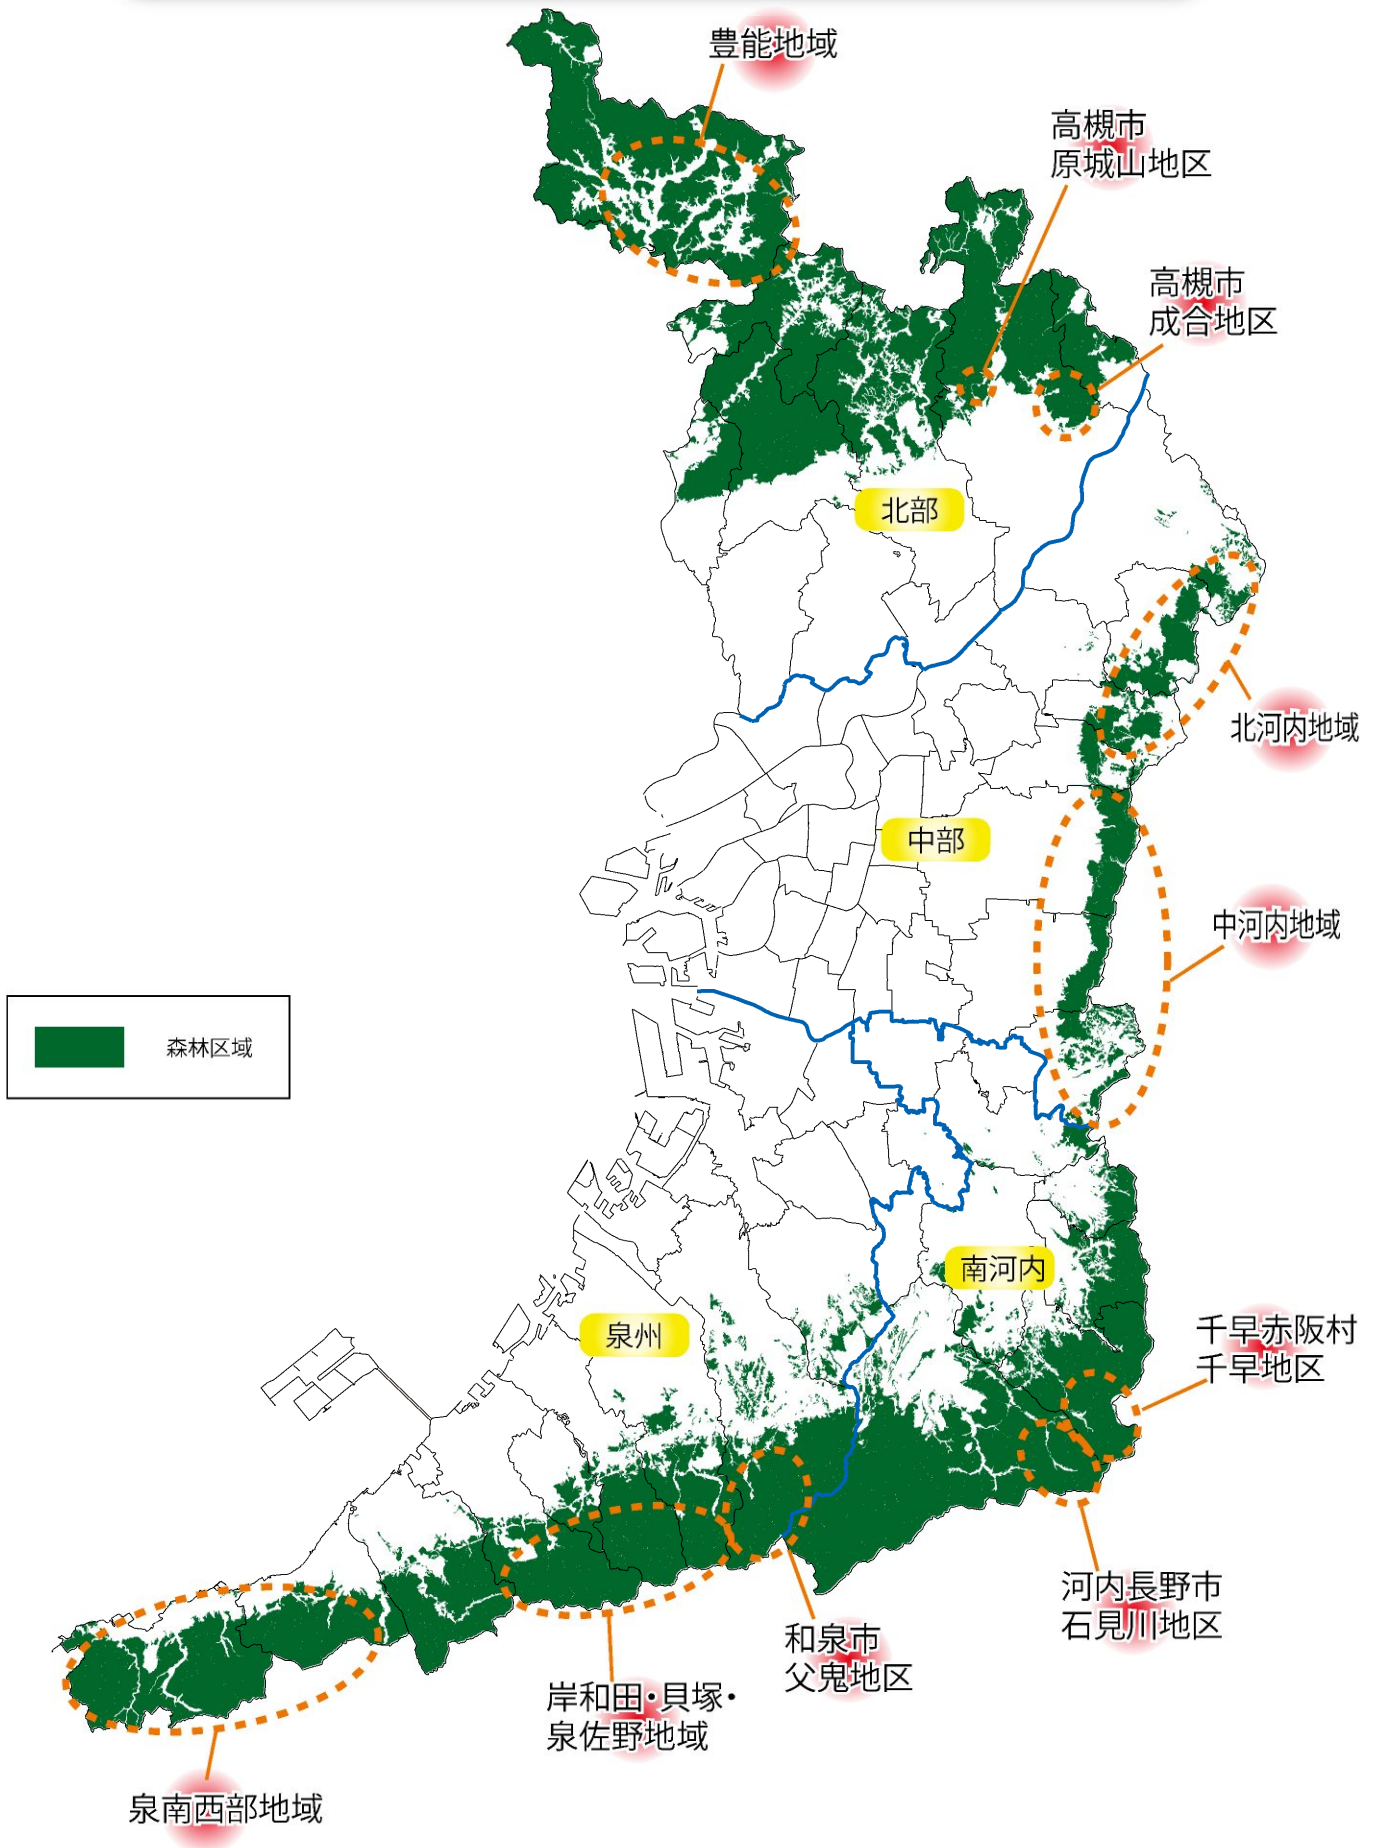 豊能地域
高槻市
原城山地区
高槻市
成合地区
北部
北河内地域
中部
中河内地域
森林区域
南河内
泉州
千早赤阪村
千早地区
河内長野市
石見川地区
和泉市
父鬼地区
岸和田・貝塚・
泉佐野地域
泉南西部地域